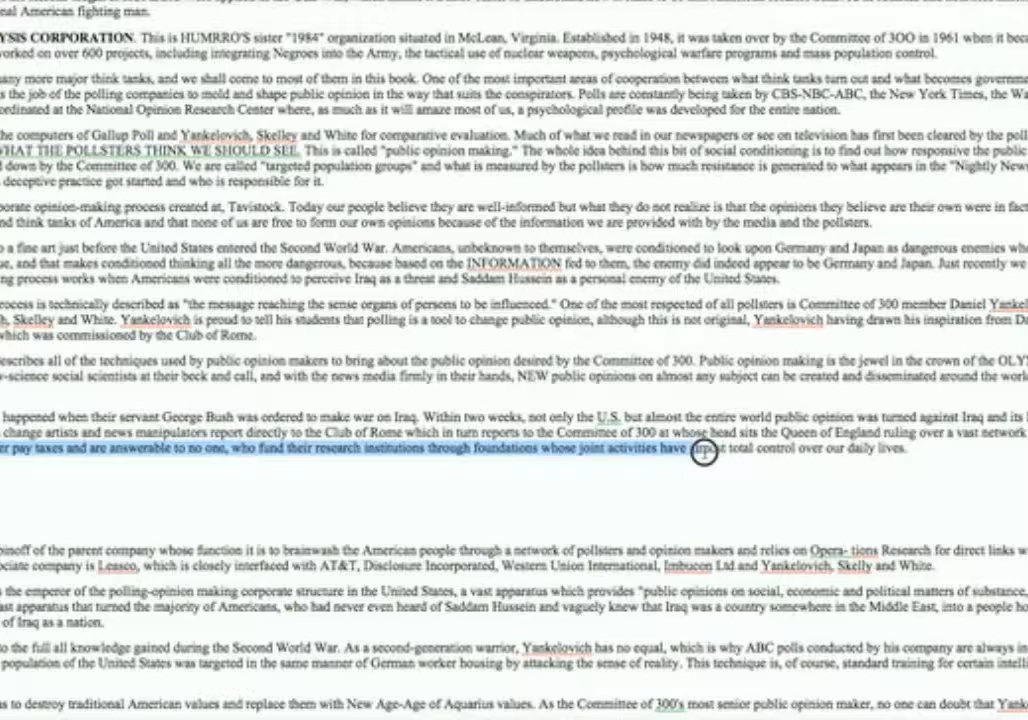 nal American fighting man.
YSIS CORPORATION. This is HUMRRO'S sister "1984" organization situated in McLean, Virginia. Established in 1948, it was taken over by the Committee of 3OO in 1961 when it beca
worked on over 600 projects, including integrating Negroes into the Army, the tactical use of nuclear weapons, psychological warfare programs and mass population control.
any more major think tanks, and we shall come to most of them in this book. One of the most important areas of cooperation between what think tanks turn out and what becomes governme
s the job of the polling companies to mold and shape public opinion in the way that suits the conspirators. Polls are constantly being taken by CBS-NBC-ABC, the New York Times, the Wa
oordinated at the National Opinion Research Center where, as much as it will amaze most of us, a psychological profile was developed for the entire nation.
the computers of Gallup Poll and Yankelovich, Skelley and White for comparative evaluation. Much of what we read in our newspapers or see on television has first been cleared by the poll
WHAT THE POLLSTERS THINK WE SHOULD SEE. This is called "public opinion making." The whole idea behind this bit of social conditioning is to find out how responsive the public
d down by the Committee of 300. We are called "targeted population groups" and what is measured by the pollsters is how much resistance is generated to what appears in the "Nightly New
deceptive practice got started and who is responsible for it.
porate opinion-making process created at, Tavistock. Today our people believe they are well-informed but what they do not realize is that the opinions they believe are their own were in fact
nd think tanks of America and that none of us are free to form our own opinions because of the information we are provided with by the media and the pollsters.
o a fine art just before the United States entered the Second World War. Americans, unbeknown to themselves, were conditioned to look upon Germany and Japan as dangerous enemies wh
ue, and that makes conditioned thinking all the more dangerous, because based on the INFORMATION fed to them, the enemy did indeed appear to be Germany and Japan. Just recently we
ing process works when Americans were conditioned to perceive Iraq as a threat and Saddam Hussein as a personal enemy of the United States.
rocess is technically described as "the message reaching the sense organs of persons to be influenced." One of the most respected of all pollsters is Committee of 300 member Daniel Yanke
h, Skelley and White. Yankelovich is proud to tell his students that polling is a tool to change public opinion, although this is not original, Yankelovich having drawn his inspiration from Da
which was commissioned by the Club of Rome.
escribes all of the techniques used by public opinion makers to bring about the public opinion desired by the Committee of 300. Public opinion making is the jewel in the crown of the OLY
-science social scientists at their beck and call, and with the news media firmly in their hands, NEW public opinions on almost any subject can be created and disseminated around the worl
happened when their servant George Bush was ordered to make war on Iraq. Within two weeks, not only the U.S. but almost the entire world public opinion was turned against Iraq and its
change artists and news manipulators report directly to the Club of Rome which in turn reports to the Committee of 300 at whose head sits the Queen of England ruling over a vast network
er pay taxes and are answerable to no one, who fund their research institutions through foundations whose joint activities have total control over our daily lives.
pinoff of the parent company whose function it is to brainwash the American people through a network of pollsters and opinion makers and relies on Opera- tions Research for direct links w
ociate company is Leasco, which is closely interfaced with AT&T, Disclosure Incorporated, Western Union International, Imbucon Ltd and Yankelovich, Skelly and White.
s the emperor of the polling-opinion making corporate structure in the United States, a vast apparatus which provides "public opinions on social, economic and political matters of substance,
ast apparatus that turned the majority of Americans, who had never even heard of Saddam Hussein and vaguely knew that Iraq was a country somewhere in the Middle East, into a people ho
of Iraq as a nation.
to the full all knowledge gained during the Second World War. As a second-generation warrior, Yankelovich has no equal, which is why ABC polls conducted by his company are always in
population of the United States was targeted in the same manner of German worker housing by attacking the sense of reality. This technique is, of course, standard training for certain intelli
is to destroy traditional American values and replace them with New Age-Age of Aquarius values. As the Committee of 300's most senior public opinion maker, no one can doubt that Yank